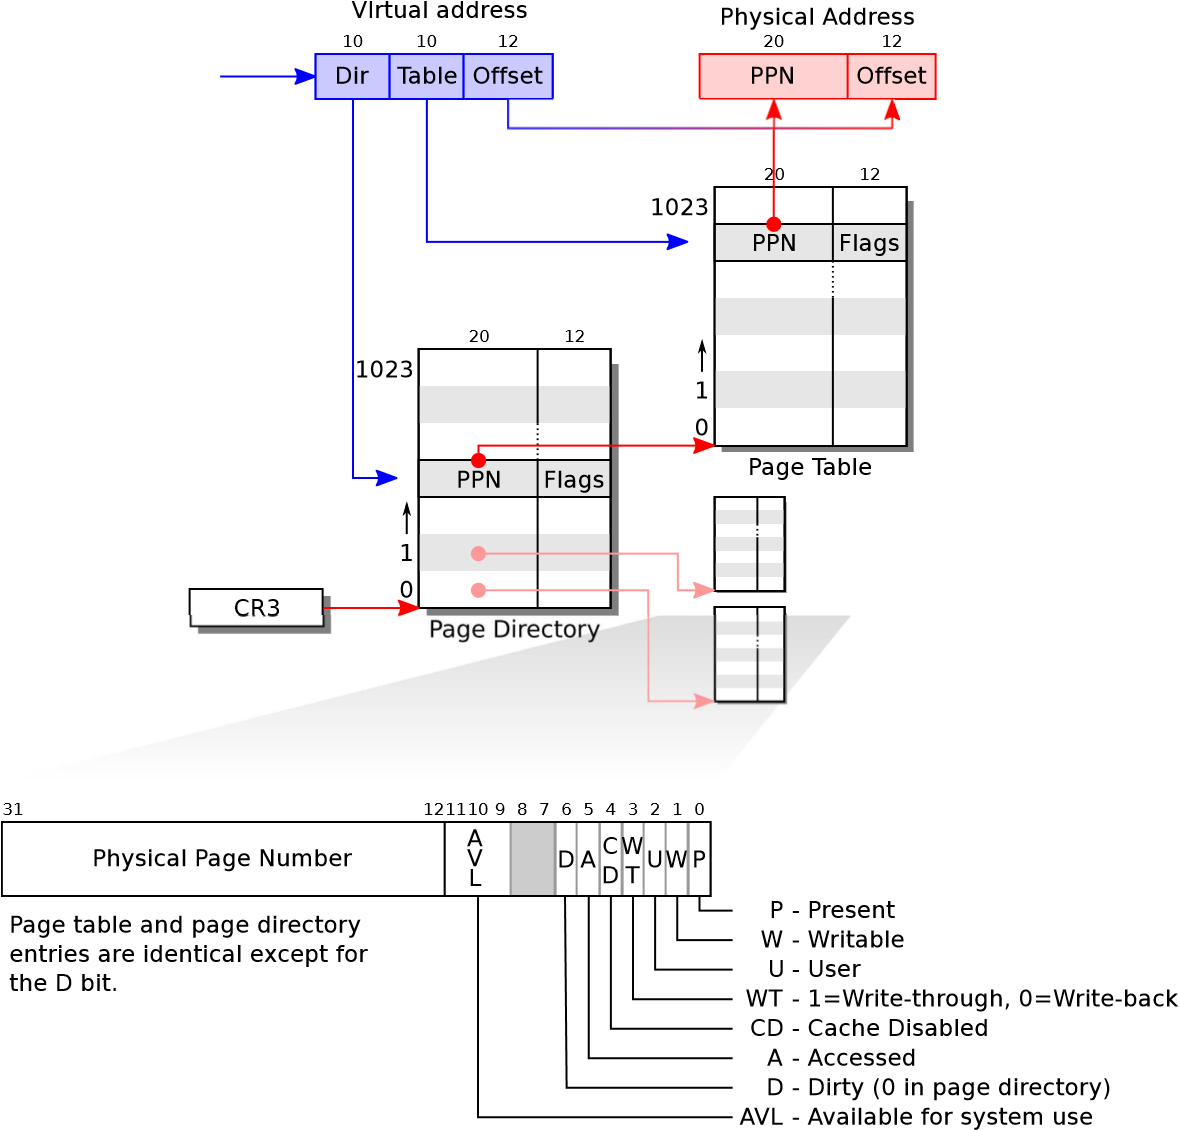 VIrtual address
Physical Address
10 10 12
20 12
Dir Table Offset
PPN Offset
20 12
1023
PPN Flags
20 12
1023
1
0
Page Table
PPN Flags
1
0
CR3
Page Directory
31 12 11 10 9 8 7 6 5 4 3 2 1 0
Physical Page Number AVL D A CD WT U W P
Page table and page directory
entries are identical except for
the D bit.
P - Present
W - Writable
U - User
WT - 1=Write-through, 0=Write-back
CD - Cache Disabled
A - Accessed
D - Dirty (0 in page directory)
AVL - Available for system use